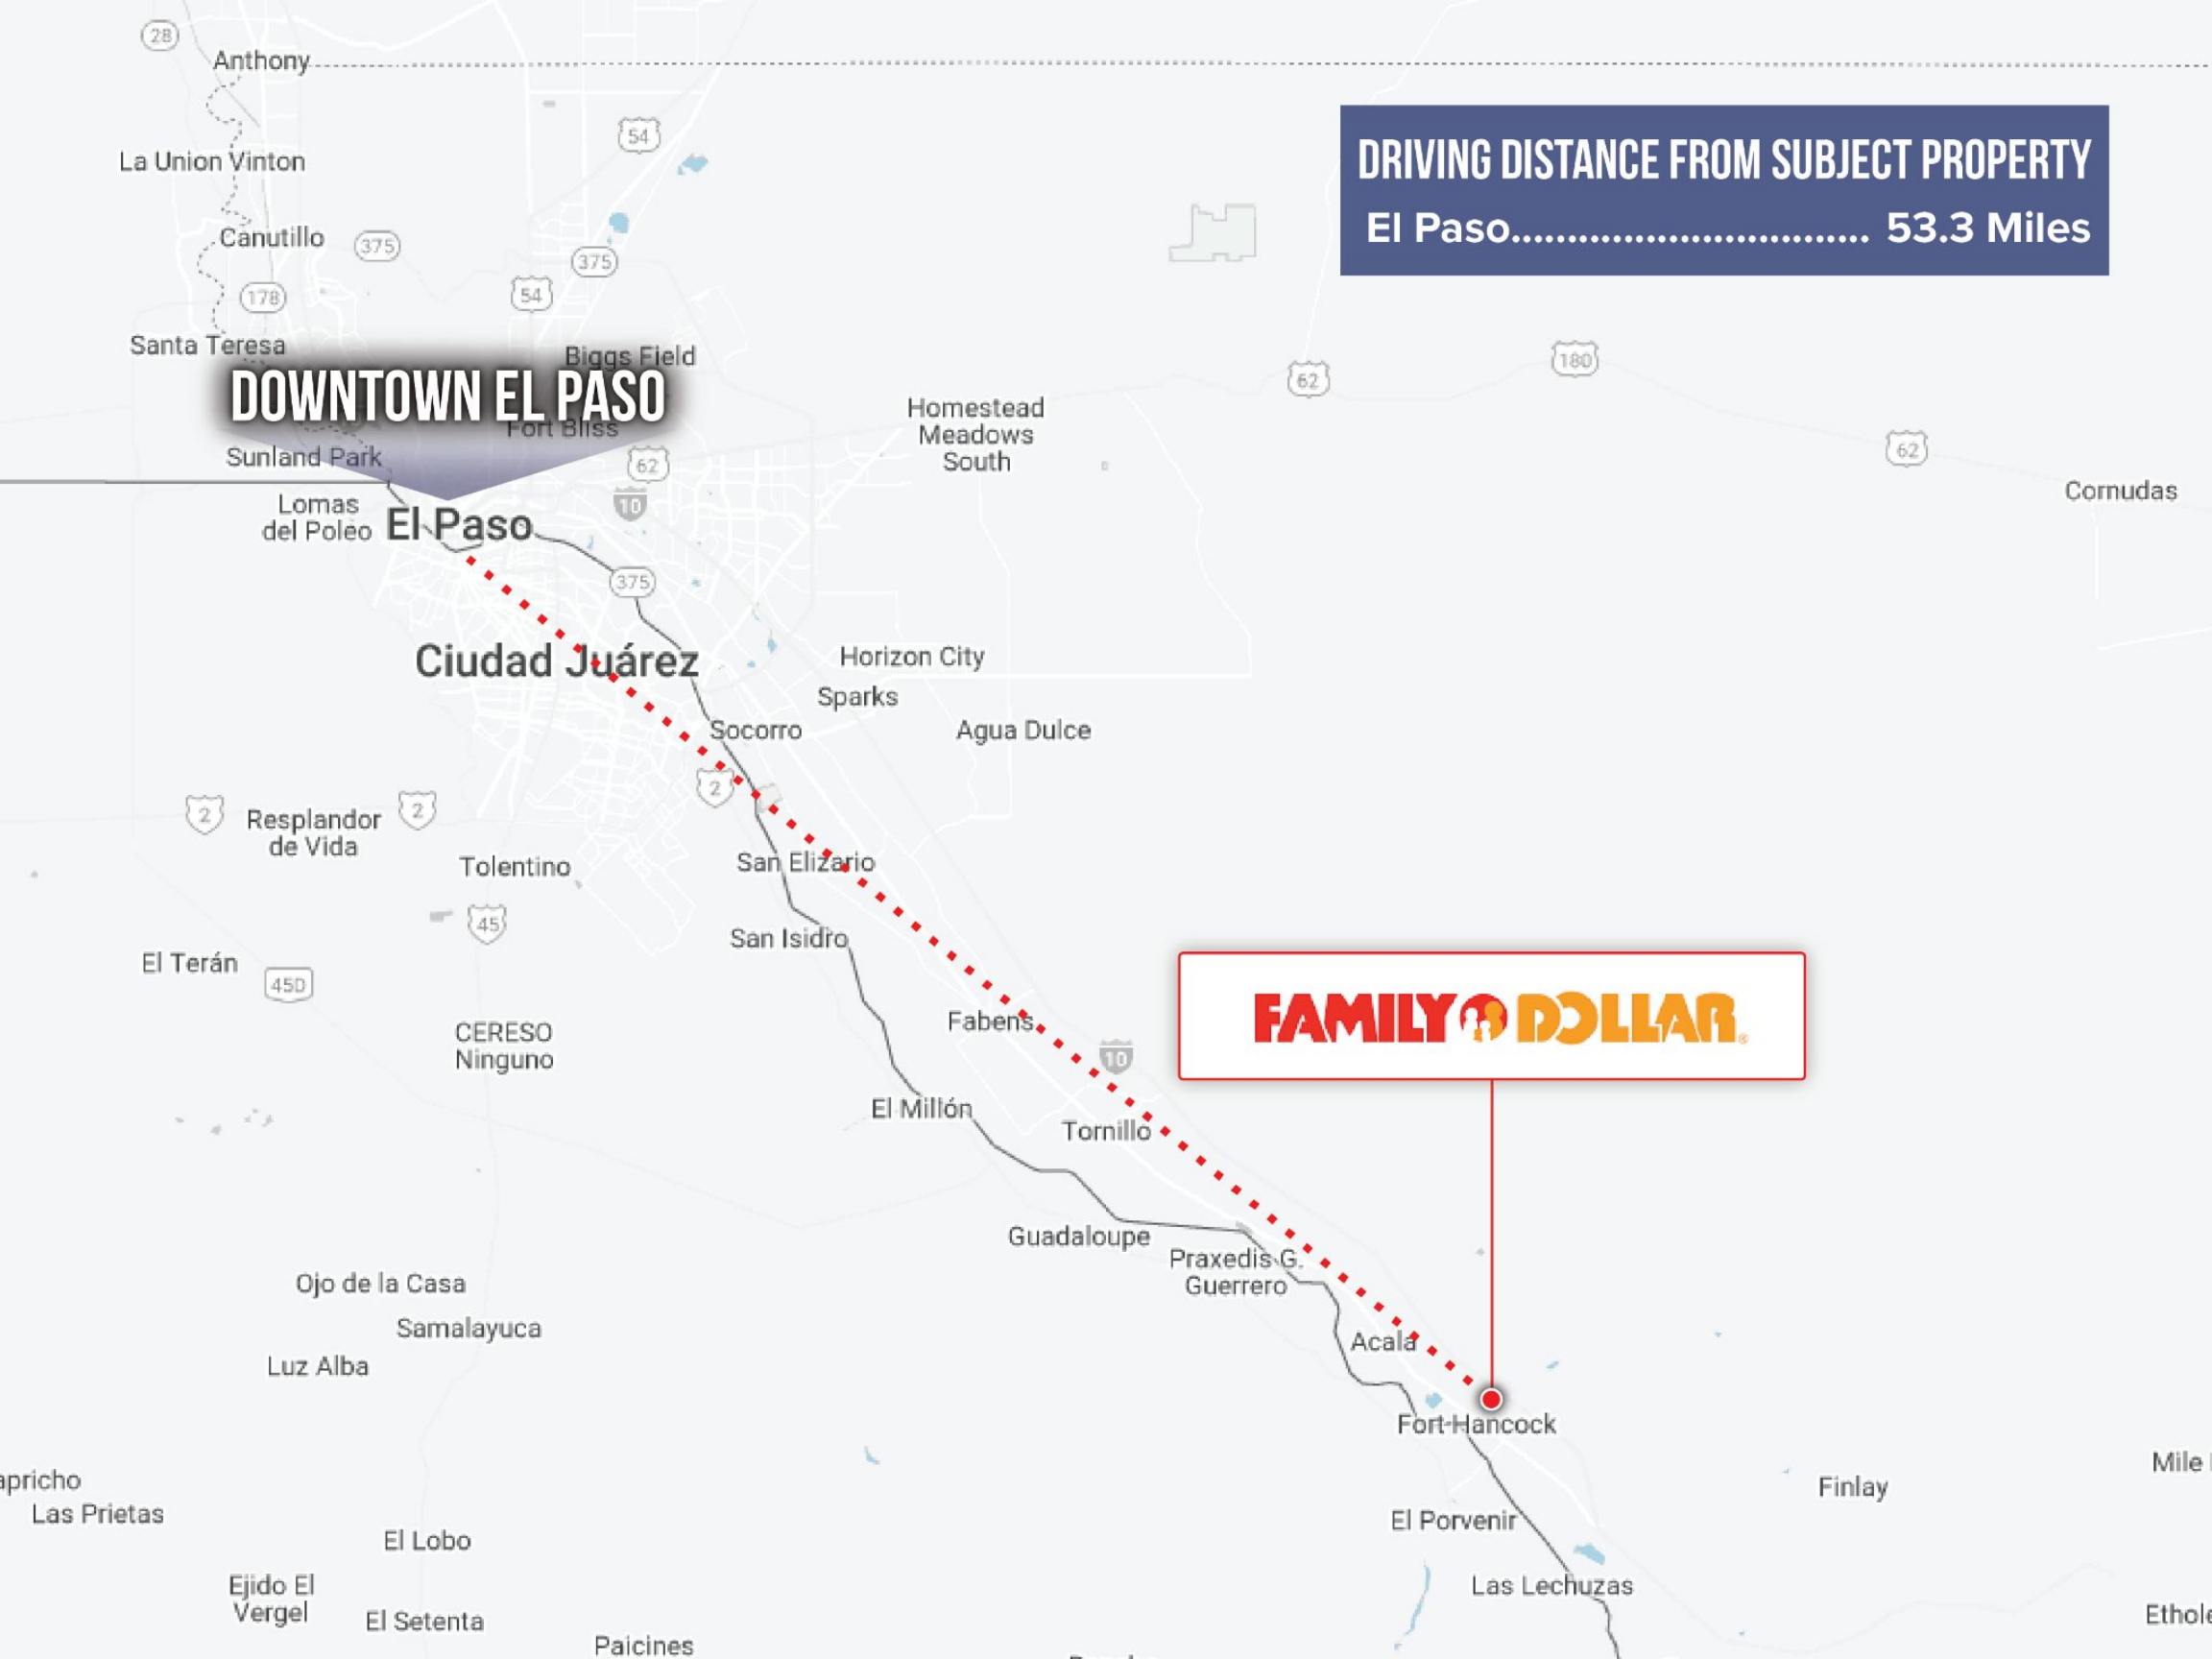 28
Anthony
54
DRIVING DISTANCE FROM SUBJECT PROPERTY
El Paso................................ 53.3 Miles
La Union Vinton
Canutillo
375
375
178
54
Santa Teresa
Biggs Field
180
62
DOWNTOWN EL PASO
Homestead
Meadows
South
Fort Bliss
Sunland Park
62
62
Cornudas
Lomas
del Poleo
El Paso
10
375
Ciudad Juárez
Horizon City
Sparks
Socorro
Agua Dulce
2
2
2
Resplandor
de Vida
Tolentino
San Elizario
45
San Isidro
El Terán
45D
FAMILY DOLLAR®
Fabens
CERESO
Ninguno
10
El Millón
Tornillo
Guadaloupe
Praxedis G.
Guerrero
Ojo de la Casa
Samalayuca
Acala
Luz Alba
Fort Hancock
Mile
apricho
Finlay
Las Prietas
El Porvenir
El Lobo
Ejido El
Vergel
Las Lechuzas
El Setenta
Ethole
Paicines